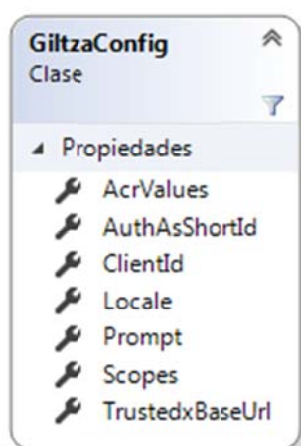 GiltzaConfig
Clase
Propiedades
AcrValues
AuthAsShortId
ClientId
Locale
Prompt
Scopes
TrustedxBaseUrl